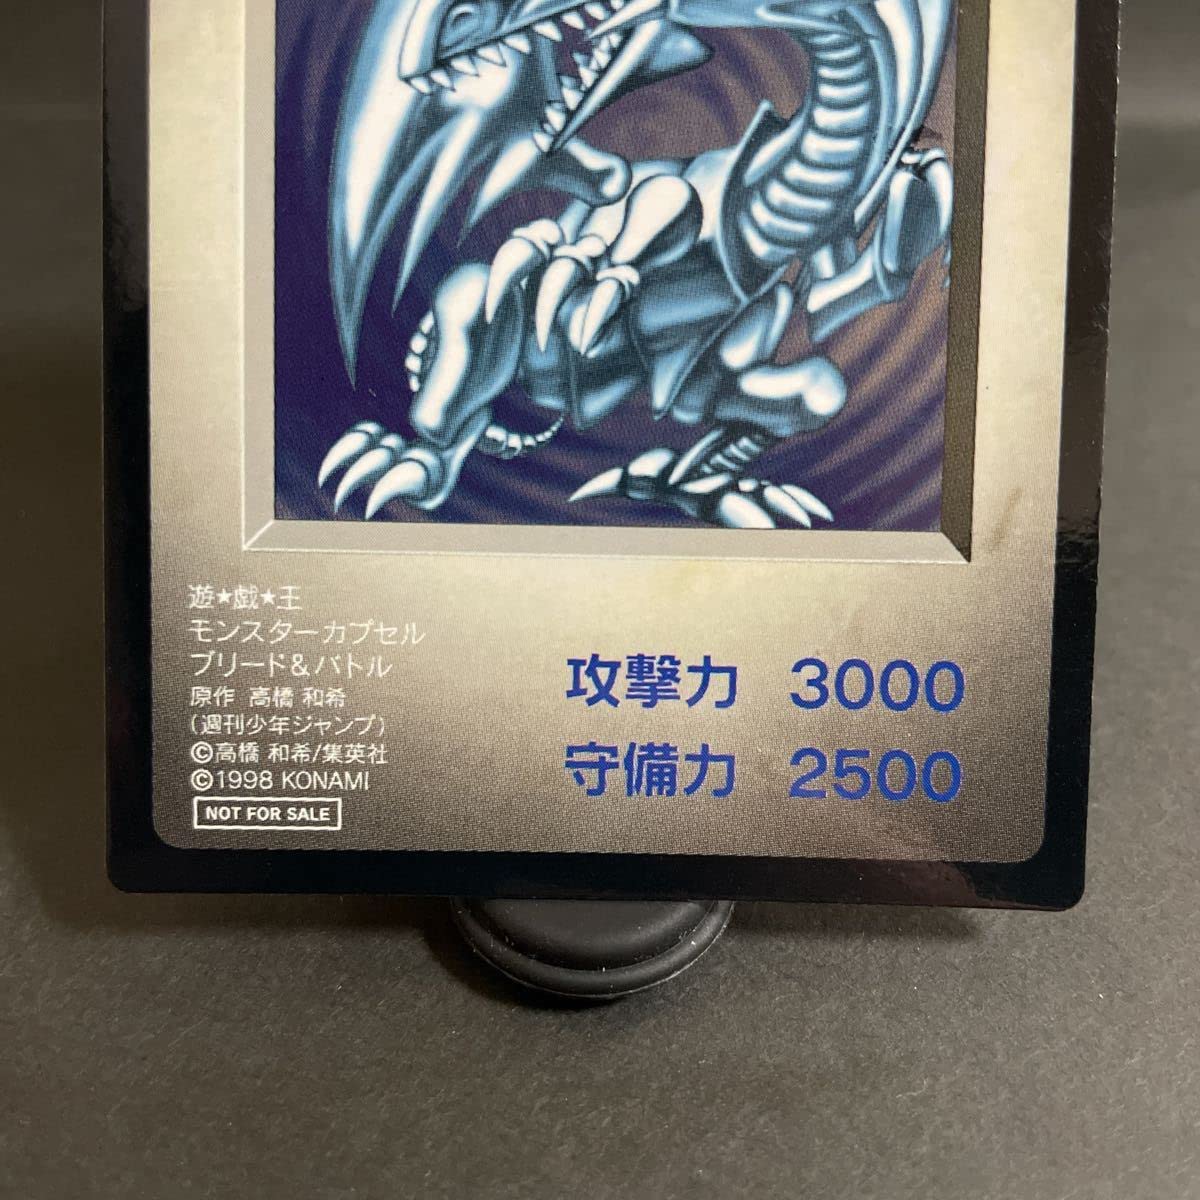 遊★戯★王
モンスターカプセル
ブリード&バトル
原作 高橋 和希
(週刊少年ジャンプ)
©高橋 和希/集英社
©1998 KONAMI
NOT FOR SALE
攻撃力 3000
守備力 2500